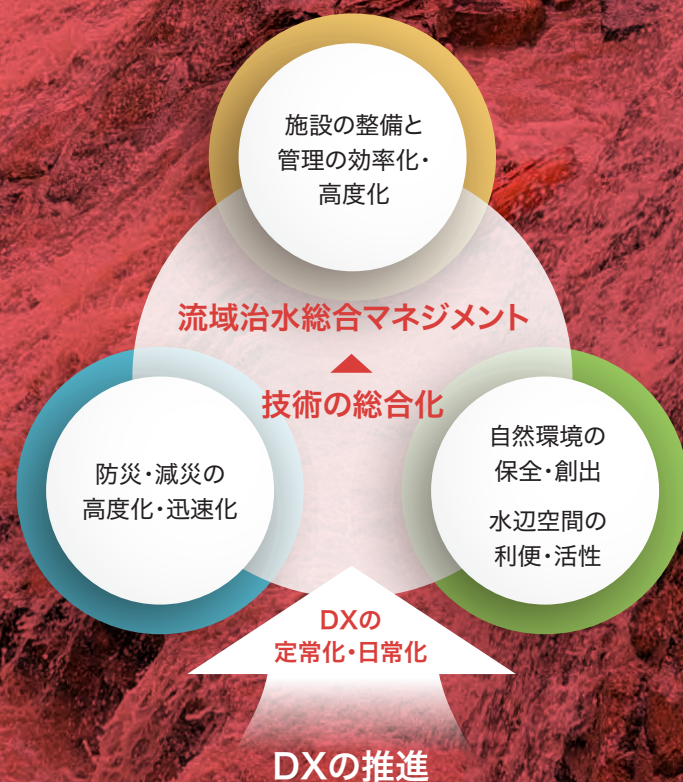 施設の整備と
管理の効率化・
高度化
流域治水総合マネジメント
技術の総合化
防災・減災の
高度化・迅速化
自然環境の
保全・創出
水辺空間の
利便・活性
DXの
定常化・日常化
DXの推進